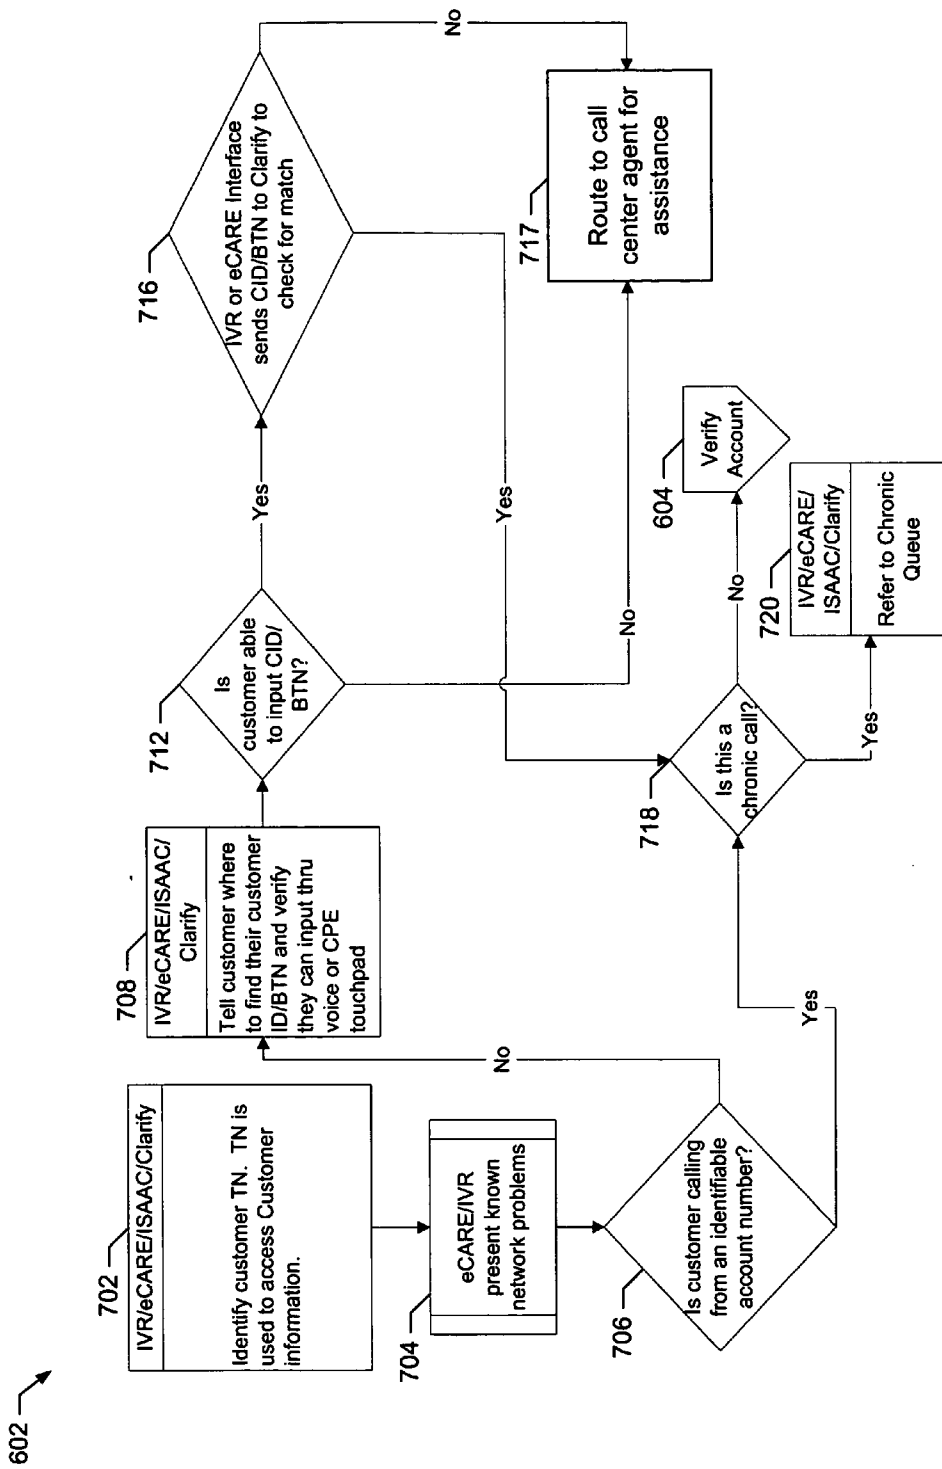 602
702
IVR/eCARE/ISAAC/Clarify
Identify customer TN. TN is
used to access Customer
information.
704
eCARE/IVR
present known
network problems
706
Is customer calling
from an identifiable
account number?
No
Yes
708
IVR/eCARE/ISAAC/
Clarify
Tell customer where
to find their customer
ID/BTN and verify
they can input thru
voice or CPE
touchpad
712
Is
customer able
to input CID/
BTN?
Yes
No
716
IVR or eCARE Interface
sends CID/BTN to Clarify to
check for match
No
Yes
717
Route to call
center agent for
assistance
718
Is this a
chronic call?
No
Yes
604
Verify
Account
720
IVR/eCARE/
ISAAC/Clarify
Refer to Chronic
Queue